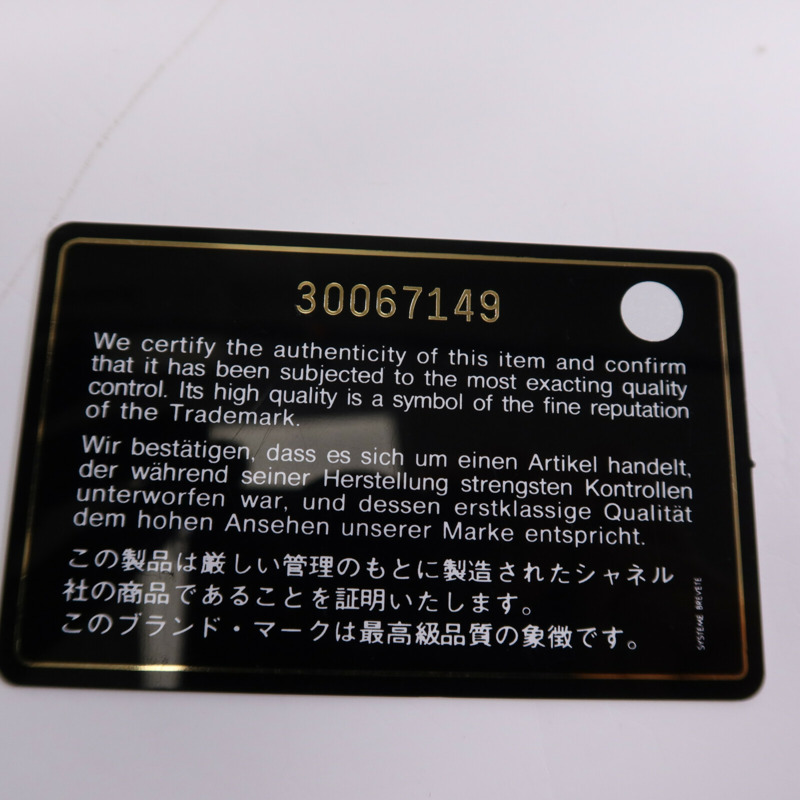 30067149
We certify the authenticity of this item and confirm
that it has been subjected to the most exacting quality
control. Its high quality is a symbol of the fine reputation
of the Trademark.
Wir bestätigen, dass es sich um einen Artikel handelt,
der während seiner Herstellung strengsten Kontrollen
unterworfen war, und dessen erstklassige Qualität
dem hohen Ansehen unserer Marke entspricht.
この製品は厳しい管理のもとに製造されたシャネル
社の商品であることを証明いたします。
このブランド・マークは最高級品質の象徴です。
SYSTEME BREVETE